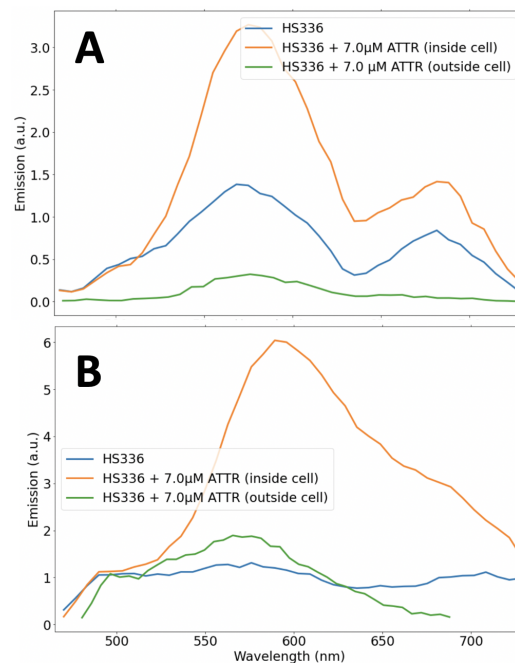 A
HS336
HS336 + 7.0μM ATTR (inside cell)
HS336 + 7.0 μM ATTR (outside cell)
3.0
2.5
2.0
1.5
1.0
0.5
0.0
Emission (a.u.)
B
HS336
HS336 + 7.0μM ATTR (inside cell)
HS336 + 7.0μM ATTR (outside cell)
6
5
4
3
2
1
0
Emission (a.u.)
500 550 600 650 700
Wavelength (nm)